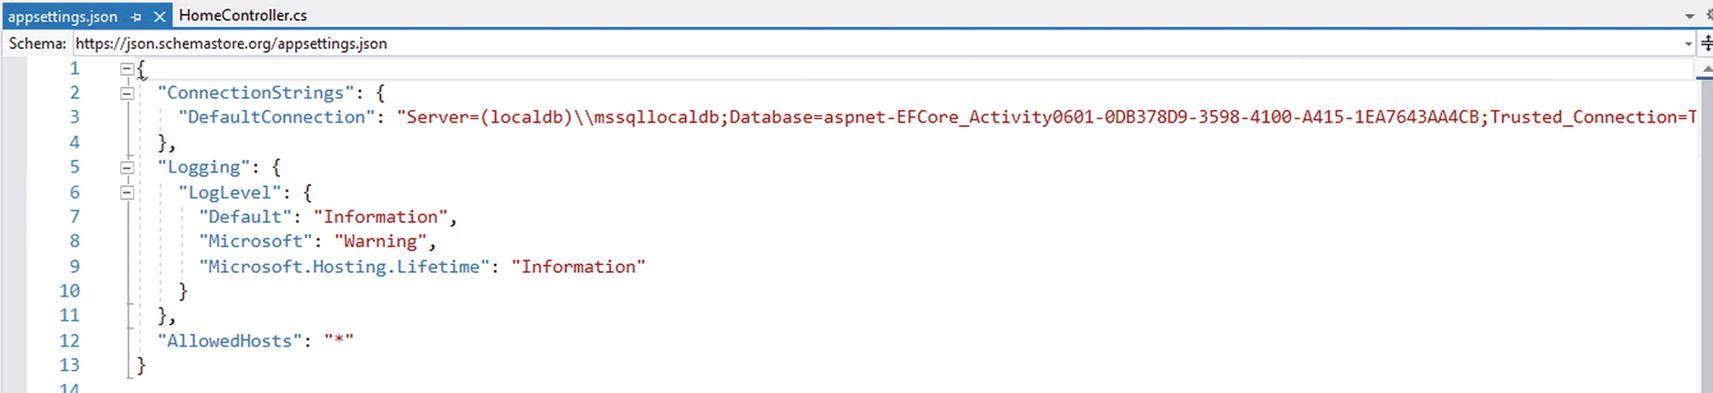 appsettings.json HomeController.cs
Schema: https://json.schemastore.org/appsettings.json
1 {
2 "ConnectionStrings": {
3 "DefaultConnection": "Server=(localdb)\\mssqllocaldb;Database=aspnet-EFCore_Activity0601-0DB378D9-3598-4100-A415-1EA7643AA4CB;Trusted_Connection=T
4 },
5 "Logging": {
6 "LogLevel": {
7 "Default": "Information",
8 "Microsoft": "Warning",
9 "Microsoft.Hosting.Lifetime": "Information"
10 }
11 },
12 "AllowedHosts": "*"
13 }
14